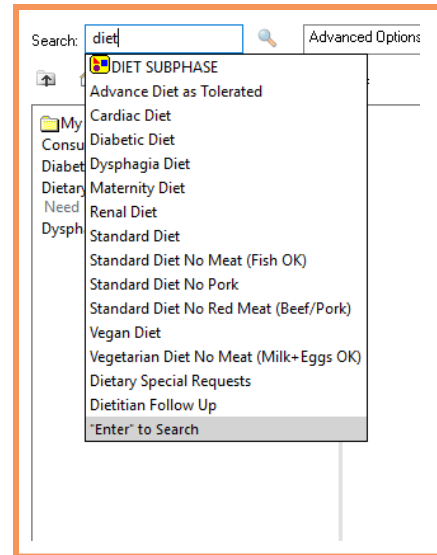 Search: diet Advanced Options
DIET SUBPHASE
Advance Diet as Tolerated
Cardiac Diet
Diabetic Diet
Dysphagia Diet
Maternity Diet
Renal Diet
Standard Diet
Standard Diet No Meat (Fish OK)
Standard Diet No Pork
Standard Diet No Red Meat (Beef/Pork)
Vegan Diet
Vegetarian Diet No Meat (Milk+Eggs OK)
Dietary Special Requests
Dietitian Follow Up
"Enter" to Search
My
Consu
Diabet
Dietary
Need
Dysph